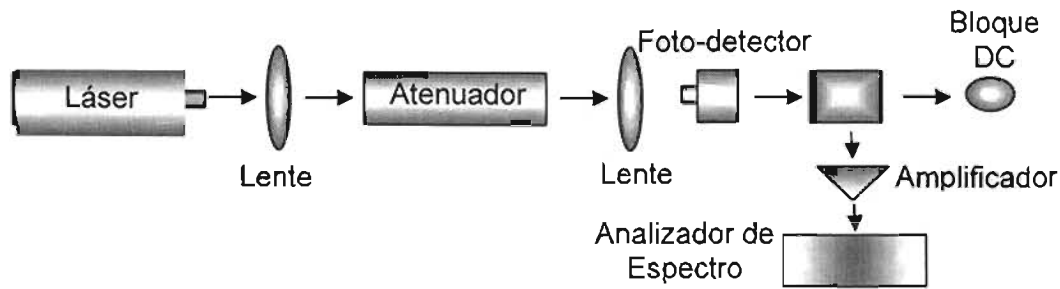 Láser
Lente
Atenuador
Lente
Foto-detector
Bloque
DC
Amplificador
Analizador de
Espectro